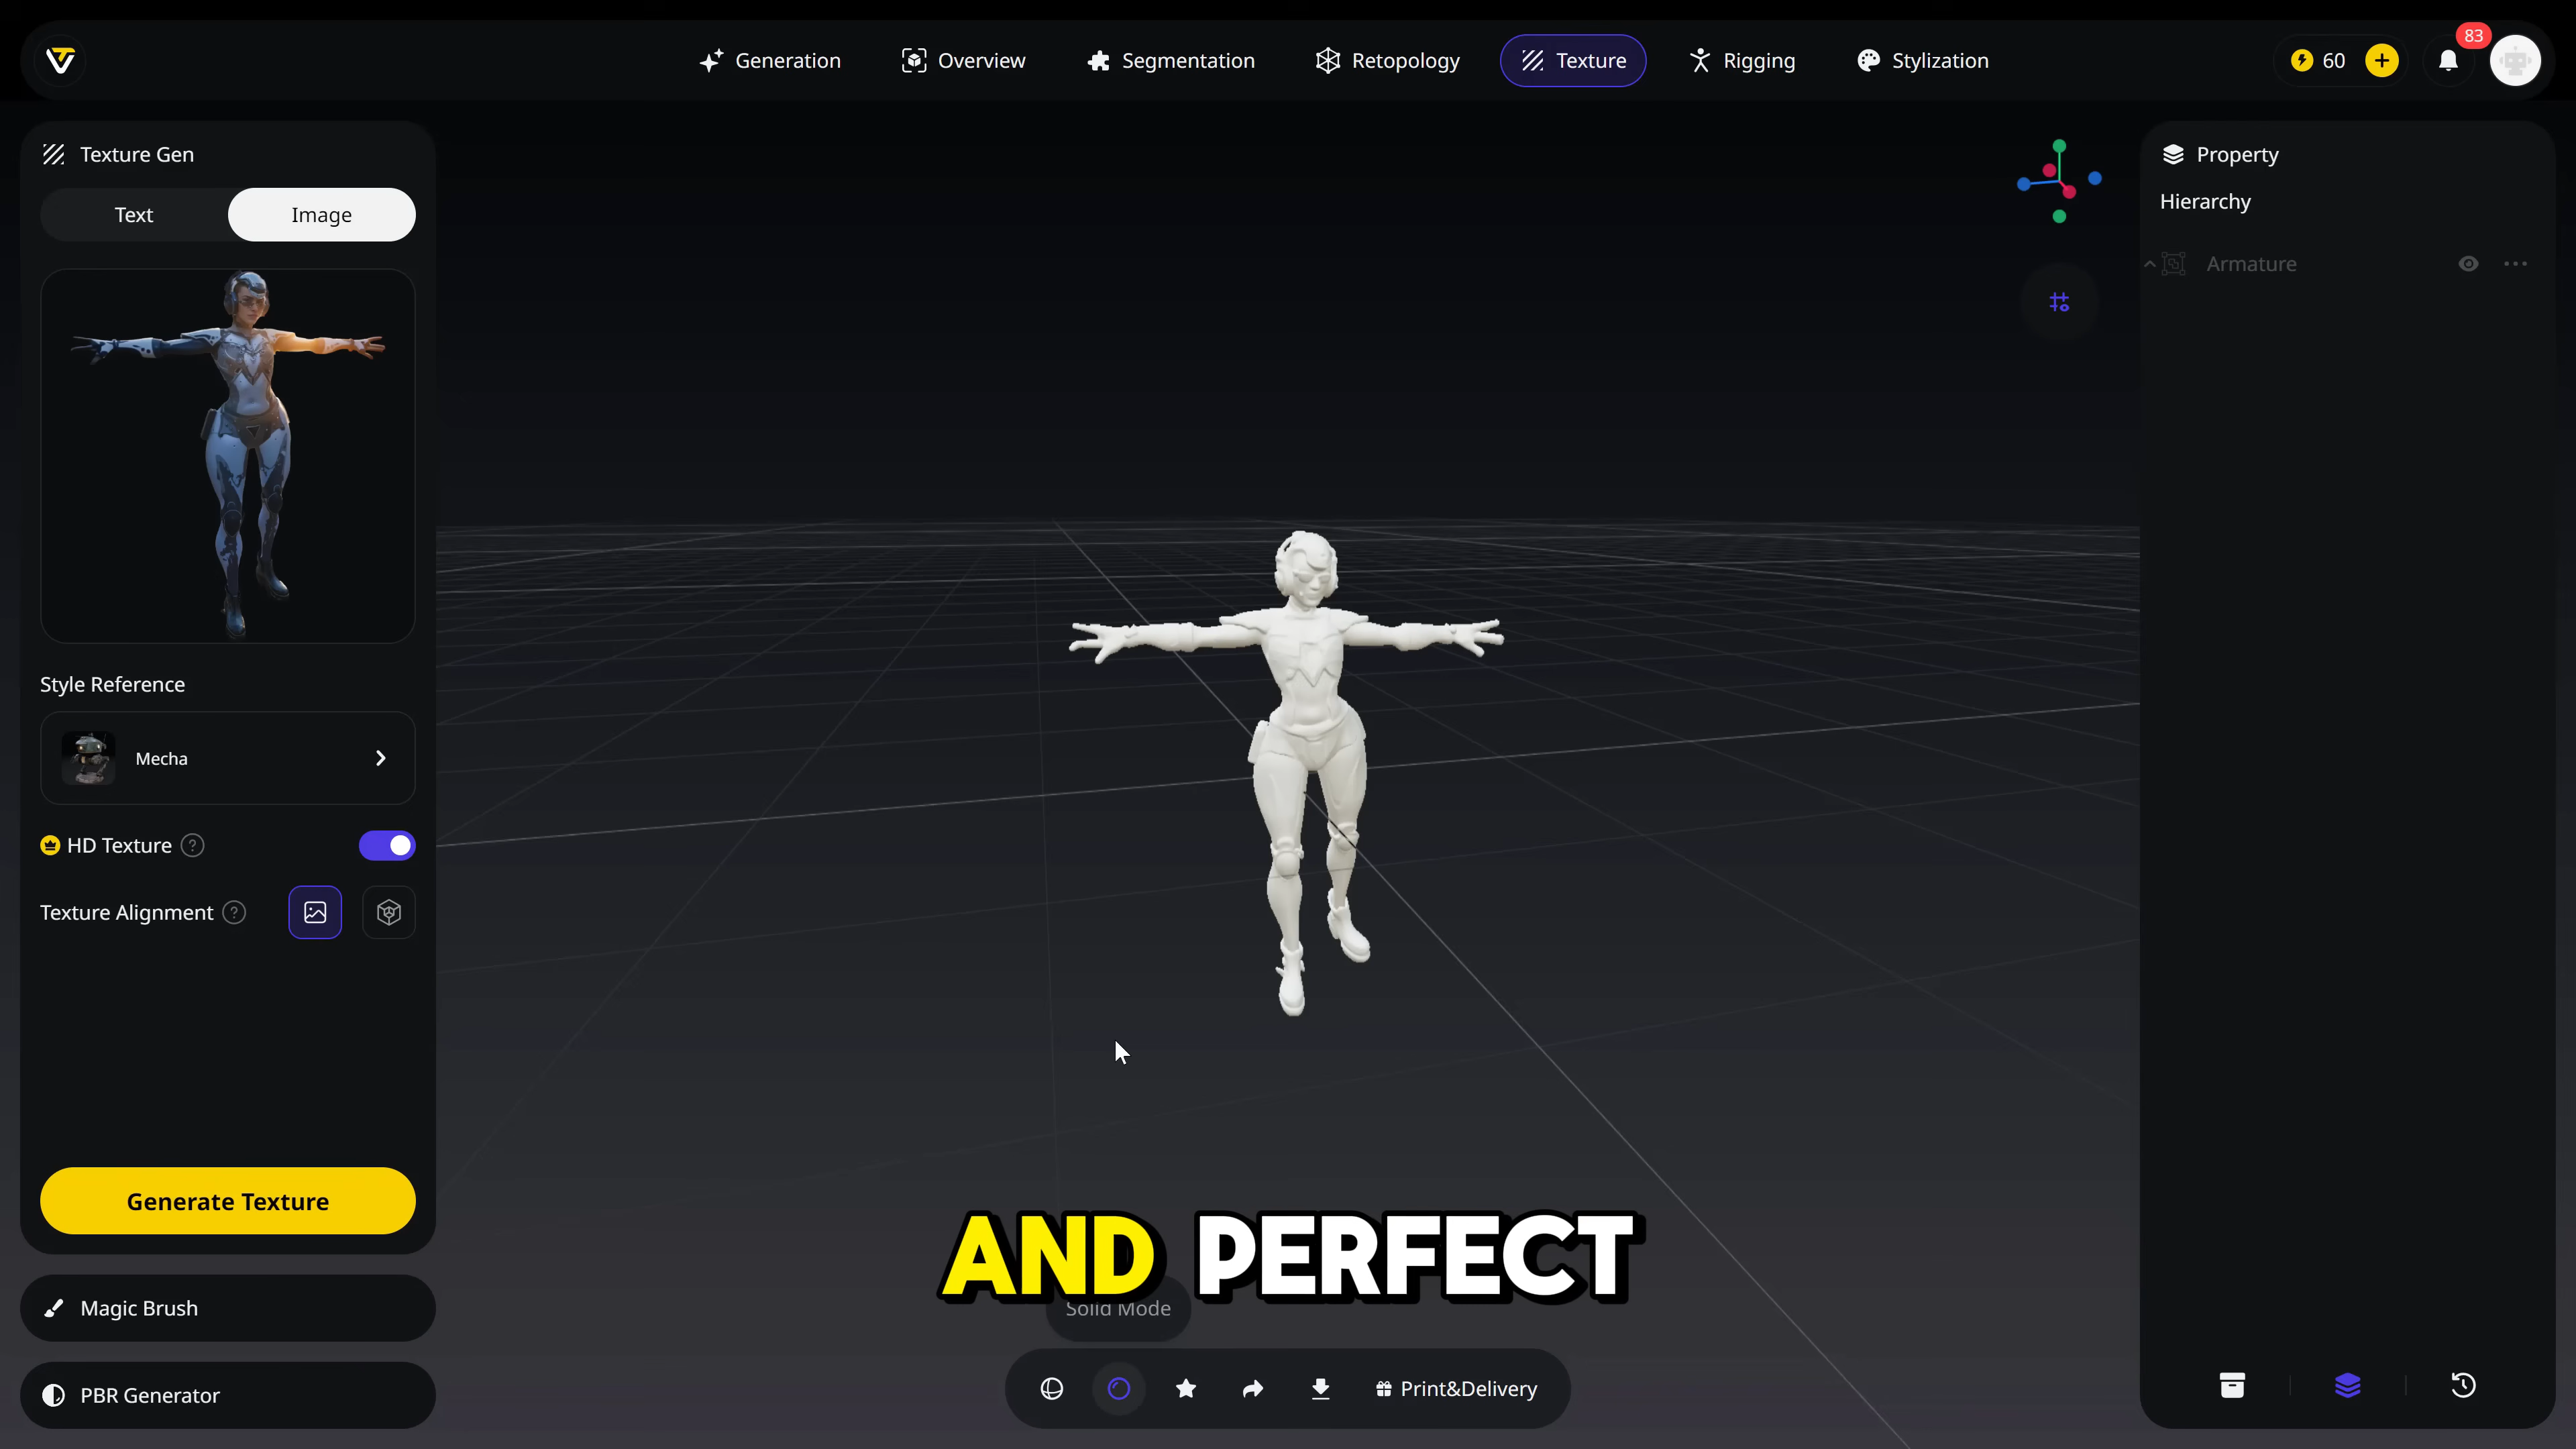 Generation
Overview
Segmentation
Retopology
Texture
Rigging
Stylization
60
83
Texture Gen
Text
Image
Style Reference
Mecha
HD Texture ?
Texture Alignment ?
Generate Texture
Magic Brush
PBR Generator
Property
Hierarchy
Armature
AND PERFECT
Solid Mode
Print&Delivery